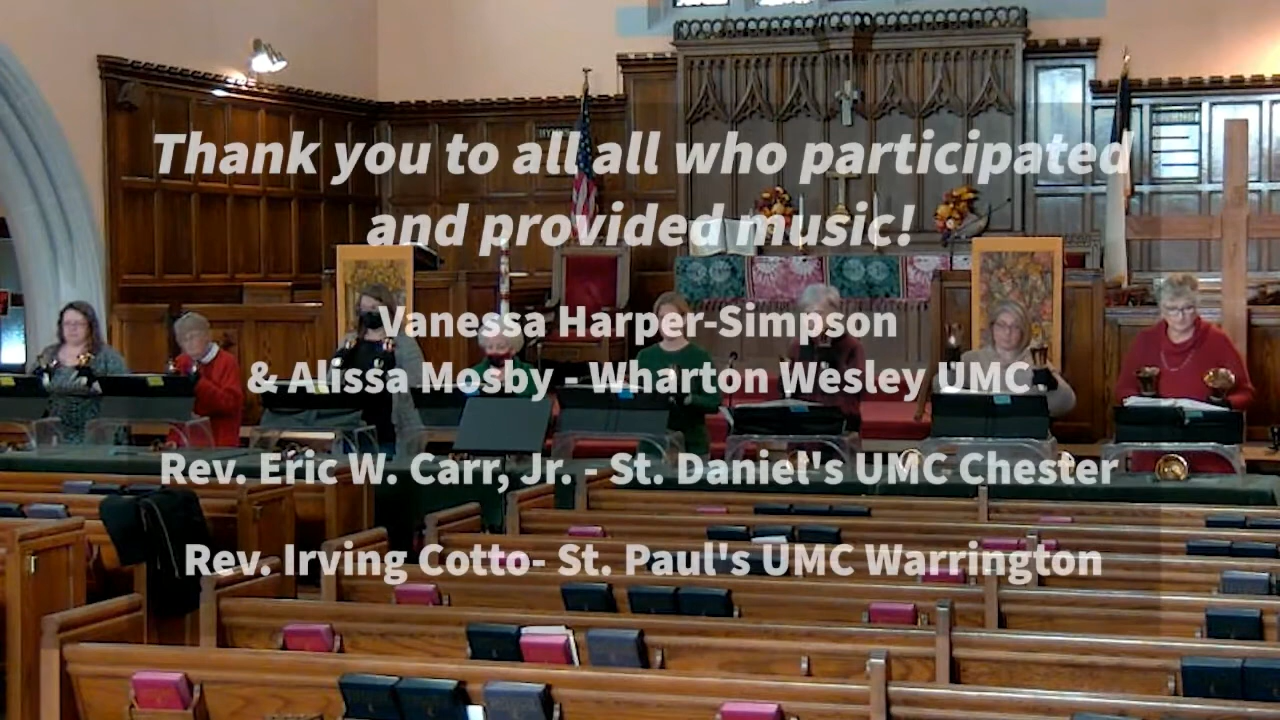 Thank you to all all who participated
and provided music!
Vanessa Harper-Simpson
& Alissa Mosby - Wharton Wesley UMC
Rev. Eric W. Carr, Jr. - St. Daniel's UMC Chester
Rev. Irving Cotto- St. Paul's UMC Warrington